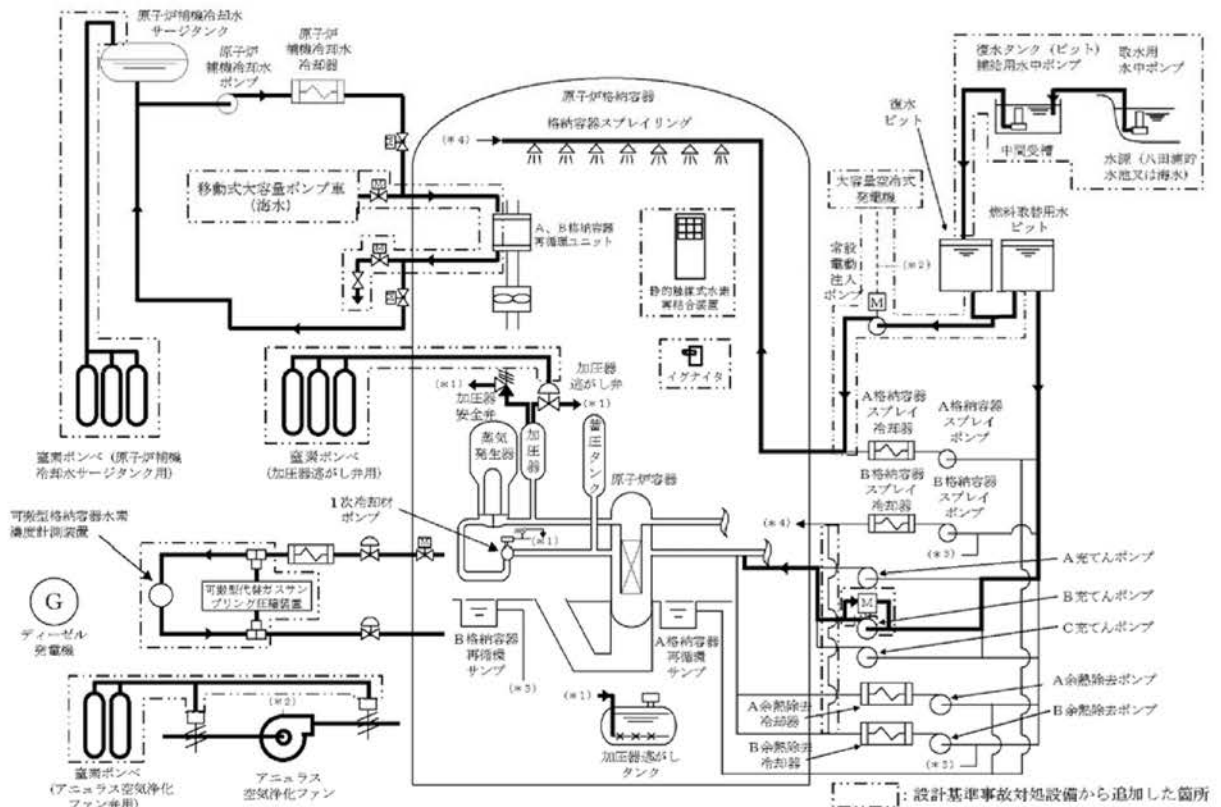 原子炉補機冷却水
サージタンク
原子炉
補機冷却水
ポンプ
原子炉
補機冷却水
冷却器
移動式大容量ポンプ車
(海水)
M
M
窒素ボンベ(原子炉補機
冷却水サージタンク用)
原子炉格納容器
格納容器スプレイリング
(*4)
A、B格納容器
再循環ユニット
静的触媒式水素
再結合装置
イグナイタ
復水タンク(ピット)
補給用水中ポンプ
取水用
水中ポンプ
中間受槽
水源(八田浦貯
水池又は海水)
復水
ピット
燃料取替用水
ピット
大容量空冷式
発電機
(*2)
常設
電動
注入
ポンプ
M
窒素ボンベ
(加圧器逃がし弁用)
(*1)
加圧器
安全弁
加圧器
逃がし弁
(*1)
蒸気
発生器
加圧器
蓄圧タンク
原子炉容器
1次冷却材
ポンプ
(*1)
A格納容器
スプレイ
冷却器
A格納容器
スプレイ
ポンプ
B格納容器
スプレイ
冷却器
B格納容器
スプレイ
ポンプ
(*4)
(*3)
可搬型格納容器水素
濃度計測装置
可搬型代替ガスサン
プリング圧縮装置
M
G
ディーゼル
発電機
B格納容器
再循環
サンプ
(*3)
A格納容器
再循環
サンプ
A充てんポンプ
M
B充てんポンプ
C充てんポンプ
A余熱除去
冷却器
A余熱除去ポンプ
B余熱除去
冷却器
B余熱除去ポンプ
(*3)
(*1)
加圧器逃がし
タンク
窒素ボンベ
(アニュラス空気浄化
ファン弁用)
(*2)
アニュラス
空気浄化ファン
:設計基準事故対処設備から追加した箇所